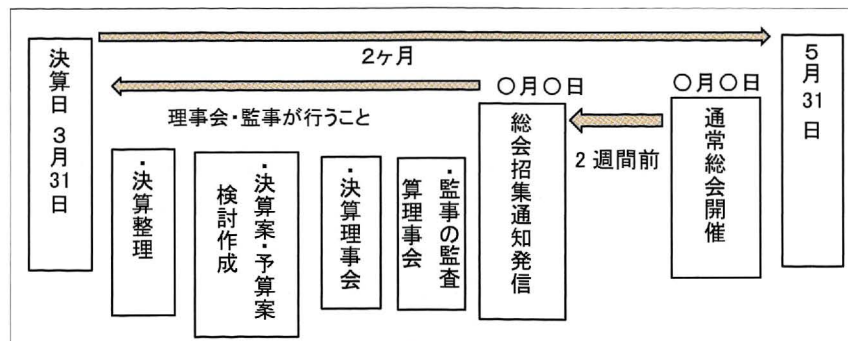 2ヶ月
決算日 3月31日
理事会・監事が行うこと
・決算整理
・決算案・予算案
検討作成
・決算理事会
・監事の監査
算理事会
○月○日
総会招集通知発信
2週間前
○月○日
通常総会開催
5月31日